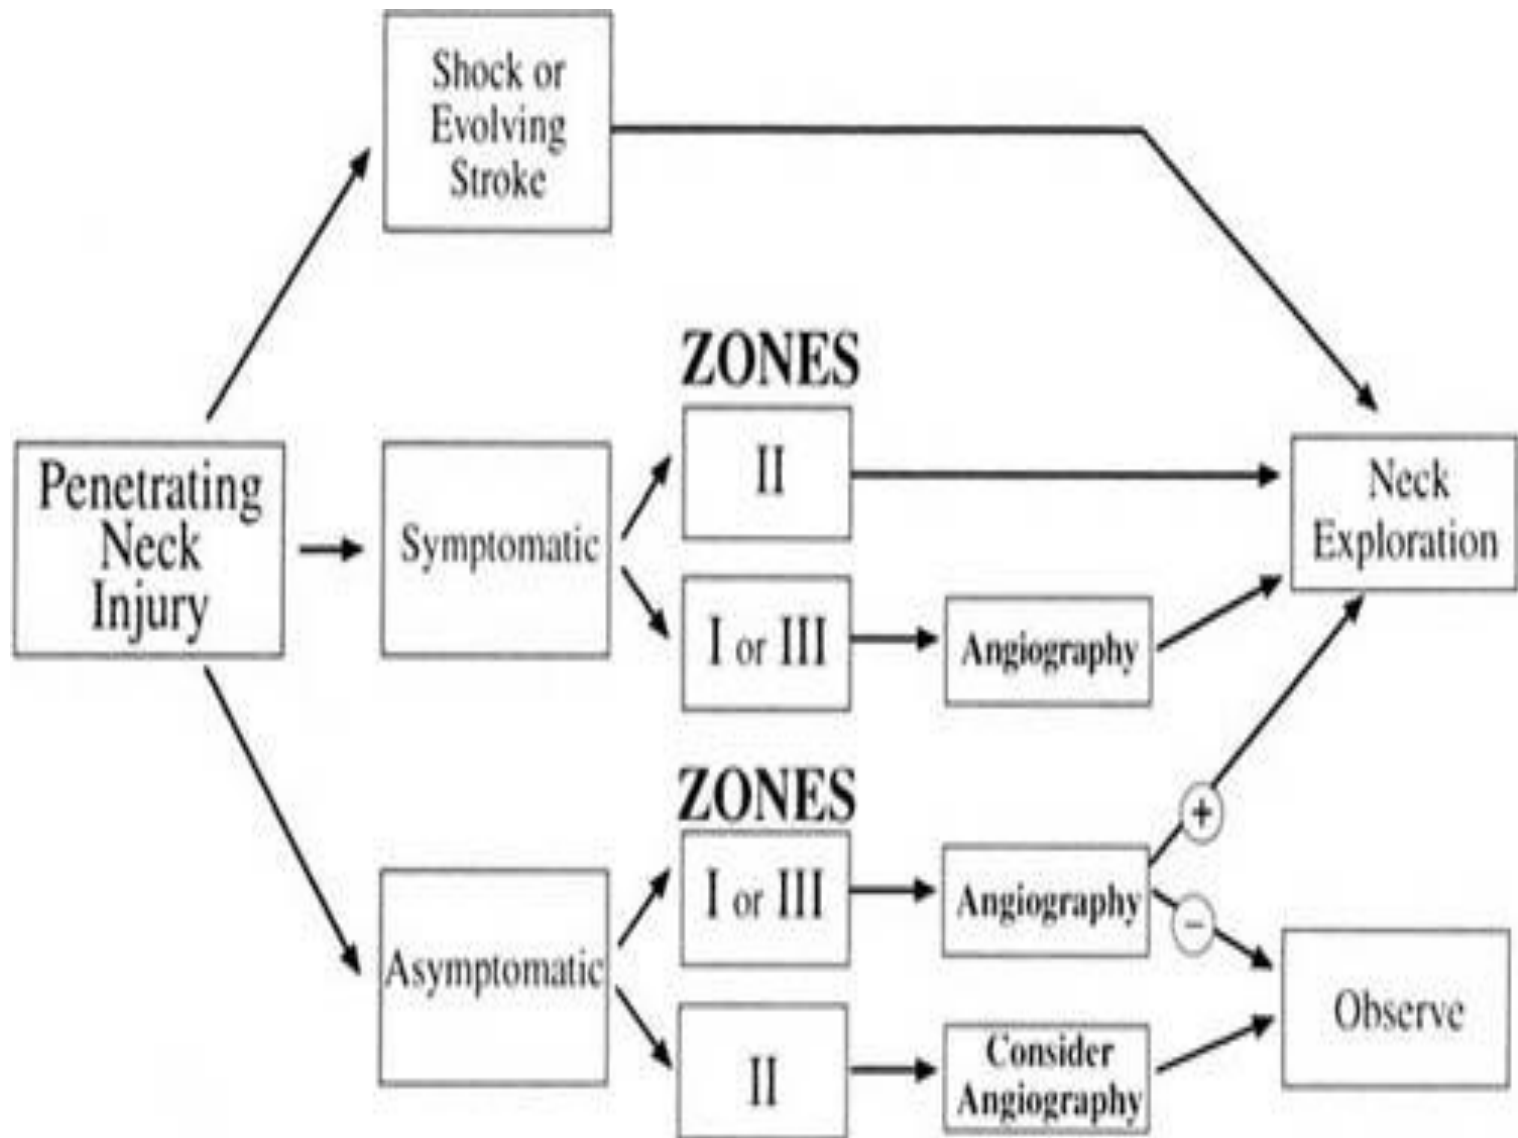 Shock or
Evolving
Stroke
ZONES
II
Neck
Exploration
Penetrating
Neck
Injury
Symptomatic
I or III
Angiography
ZONES
I or III
Angiography
+
−
Asymptomatic
Observe
II
Consider
Angiography